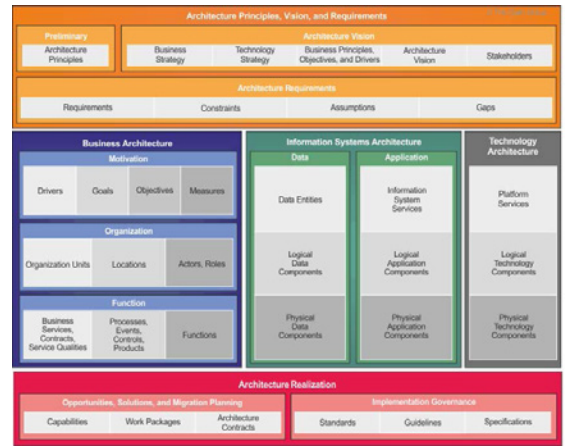 Architecture Principles, Vision, and Requirements
Preliminary
Architecture
Principles
Architecture Vision
Business
Strategy
Technology
Strategy
Business Principles,
Objectives, and Drivers
Architecture
Vision
Stakeholders
Architecture Requirements
Requirements
Constraints
Assumptions
Gaps
Business Architecture
Motivation
Drivers
Goals
Objectives
Measures
Organization
Organization Units
Locations
Actors, Roles
Function
Business
Services,
Contracts,
Service Qualities
Processes,
Events,
Controls,
Products
Functions
Information Systems Architecture
Data
Data Entities
Logical
Data
Components
Physical
Data
Components
Application
Information
System
Services
Logical
Application
Components
Physical
Application
Components
Technology
Architecture
Platform
Services
Logical
Technology
Components
Physical
Technology
Components
Architecture Realization
Opportunities, Solutions, and Migration Planning
Capabilities
Work Packages
Architecture
Contracts
Implementation Governance
Standards
Guidelines
Specifications